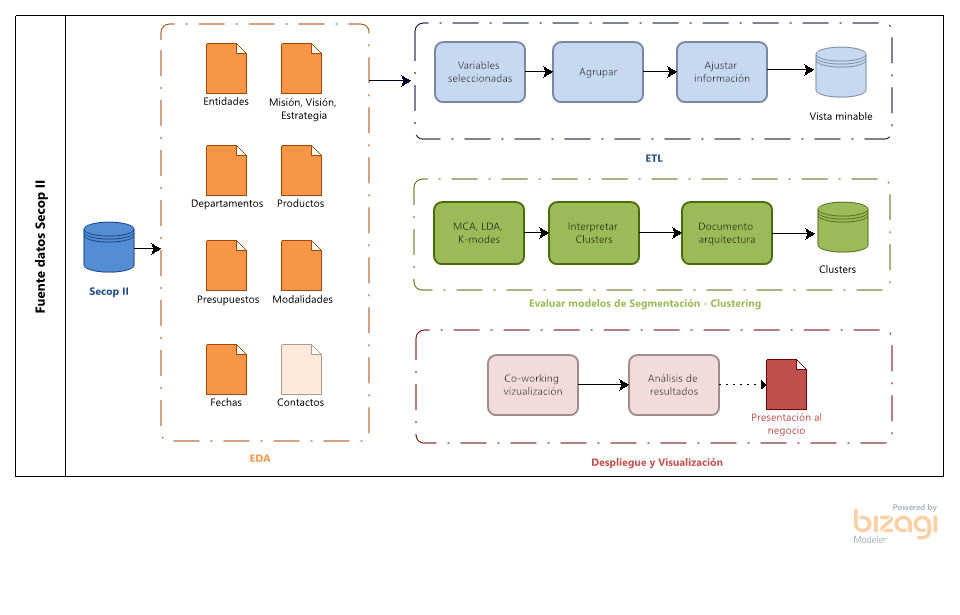 Fuente datos Secop II
Secop II
Entidades
Misión, Visión,
Estrategia
Departamentos
Productos
Presupuestos
Modalidades
Fechas
Contactos
EDA
Variables
seleccionadas
Agrupar
Ajustar
información
Vista minable
ETL
MCA, LDA,
K-modes
Interpretar
Clusters
Documento
arquitectura
Clusters
Evaluar modelos de Segmentación - Clustering
Co-working
vizualización
Análisis de
resultados
Presentación al
negocio
Despliegue y Visualización
Powered by
bizagi
Modeler